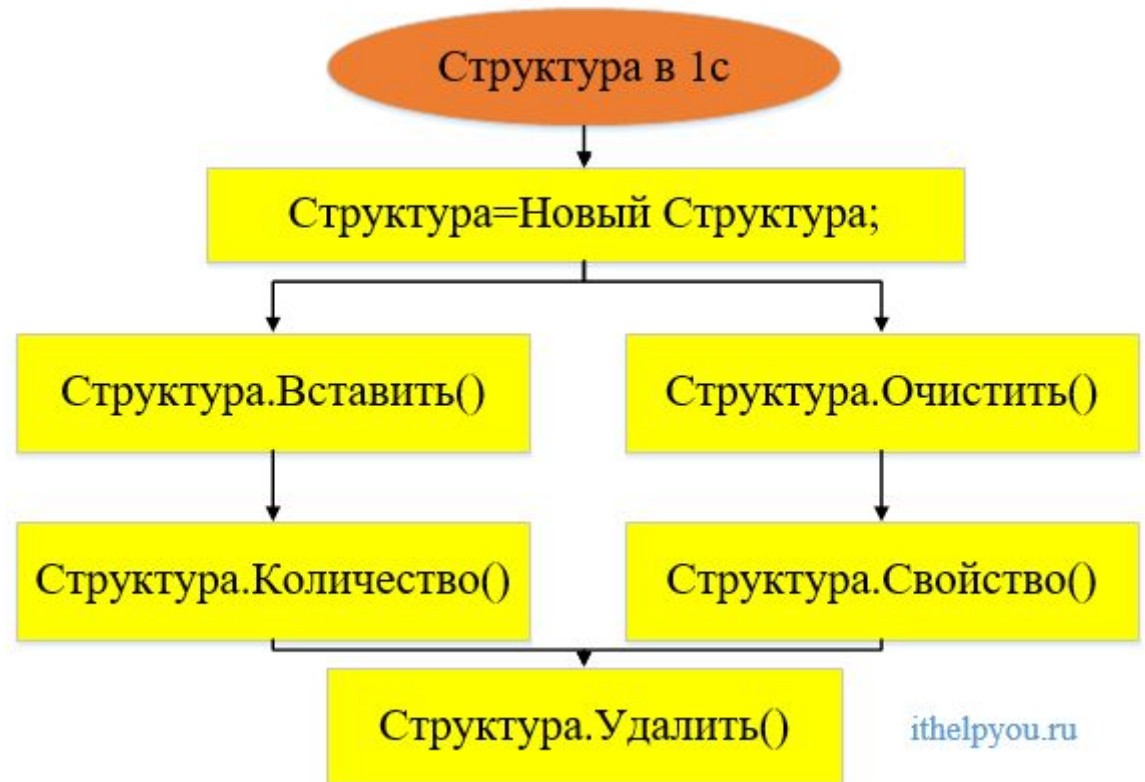 Структура в 1с
Структура=Новый Структура;
Структура.Вставить()
Структура.Очистить()
Структура.Количество()
Структура.Свойство()
Структура.Удалить()
ithelpyou.ru